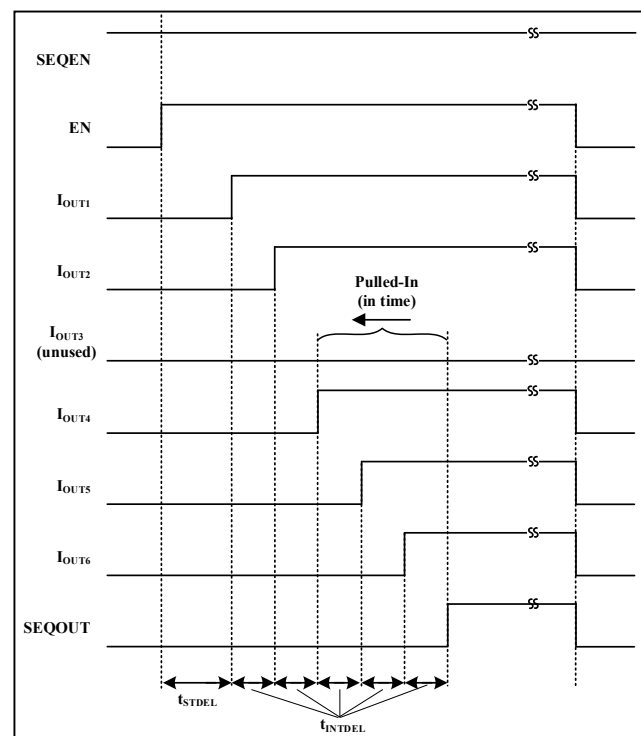 SEQEN
EN
IOUT1
IOUT2
Pulled-In
(in time)
IOUT3
(unused)
IOUT4
IOUT5
IOUT6
SEQOUT
tSTDEL
tINTDEL